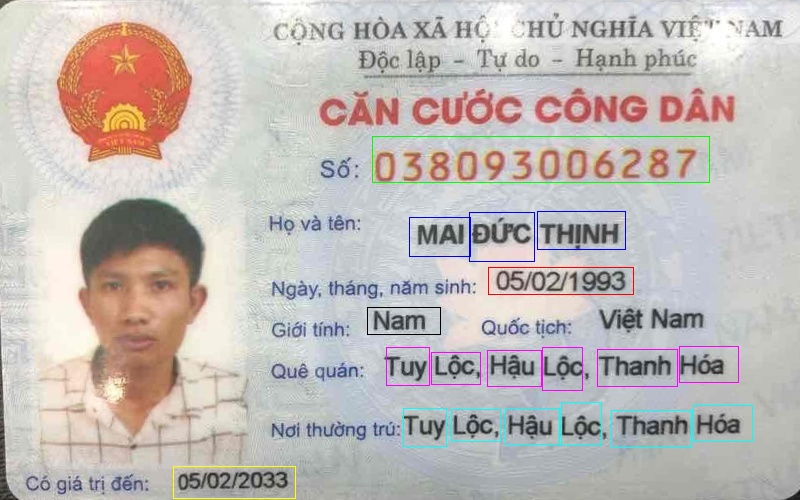 CỘNG HÒA XÃ HỘI CHỦ NGHĨA VIỆT NAM
Độc lập - Tự do - Hạnh phúc
CĂN CƯỚC CÔNG DÂN
Số: 038093006287
Họ và tên: MAI ĐỨC THỊNH
Ngày, tháng, năm sinh: 05/02/1993
Giới tính: Nam Quốc tịch: Việt Nam
Quê quán: Tuy Lộc, Hậu Lộc, Thanh Hóa
Nơi thường trú: Tuy Lộc, Hậu Lộc, Thanh Hóa
Có giá trị đến: 05/02/2033